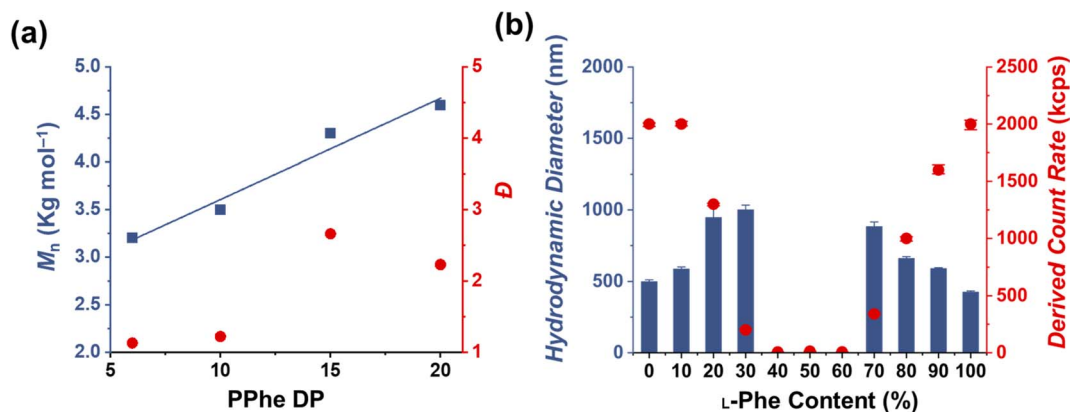 (a)
5.0
4.5
4.0
3.5
3.0
2.5
2.0
Mn (Kg mol⁻¹)
5
4
3
2
1
Đ
5 10 15 20
PPhe DP
(b)
2000
1500
1000
500
0
Hydrodynamic Diameter (nm)
2500
2000
1500
1000
500
0
Derived Count Rate (kcps)
0 10 20 30 40 50 60 70 80 90 100
L-Phe Content (%)